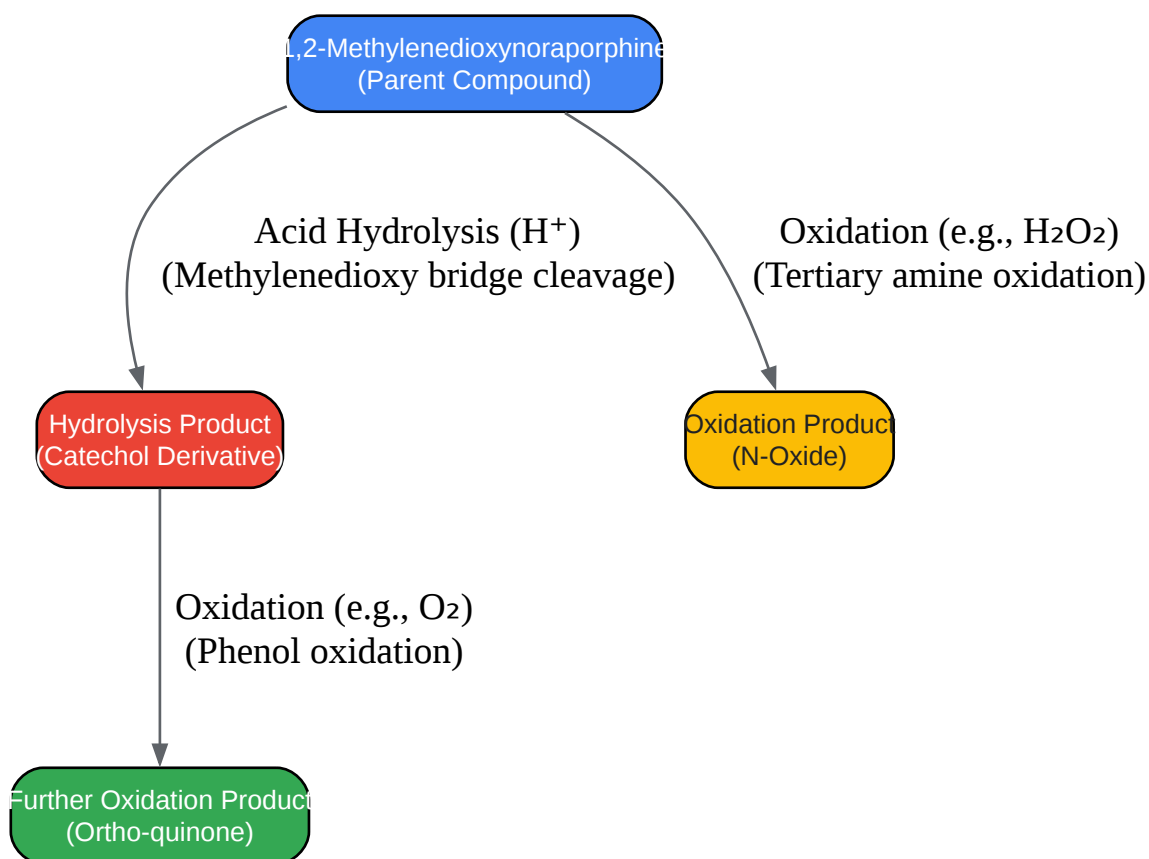 1,2-Methylenedioxynoraporphine
(Parent Compound)
Acid Hydrolysis (H⁺)
(Methylenedioxy bridge cleavage)
Oxidation (e.g., H₂O₂)
(Tertiary amine oxidation)
Hydrolysis Product
(Catechol Derivative)
Oxidation Product
(N-Oxide)
Oxidation (e.g., O₂)
(Phenol oxidation)
Further Oxidation Product
(Ortho-quinone)